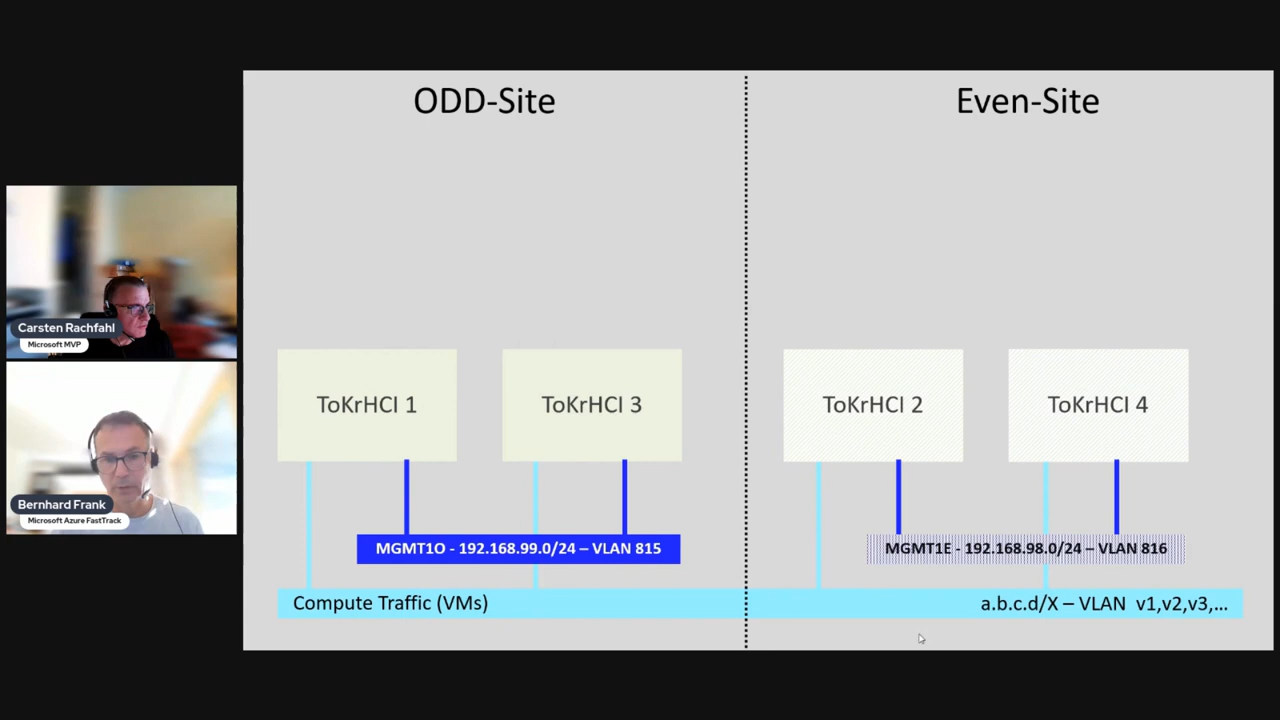 ODD-Site
Even-Site
Carsten Rachfahl
Microsoft MVP
Bernhard Frank
Microsoft Azure FastTrack
ToKrHCI 1
ToKrHCI 3
ToKrHCI 2
ToKrHCI 4
MGMT1O - 192.168.99.0/24 – VLAN 815
MGMT1E - 192.168.98.0/24 – VLAN 816
Compute Traffic (VMs)
a.b.c.d/X – VLAN v1,v2,v3,...